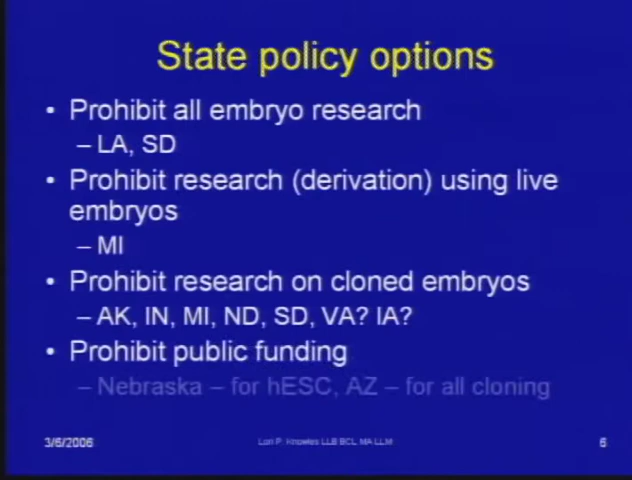 State policy options
• Prohibit all embryo research
– LA, SD
• Prohibit research (derivation) using live
embryos
– MI
• Prohibit research on cloned embryos
– AK, IN, MI, ND, SD, VA? IA?
• Prohibit public funding
– Nebraska – for hESC, AZ – for all cloning
3/6/2006
Lori P. Knowles LLB BCL MA LLM
6